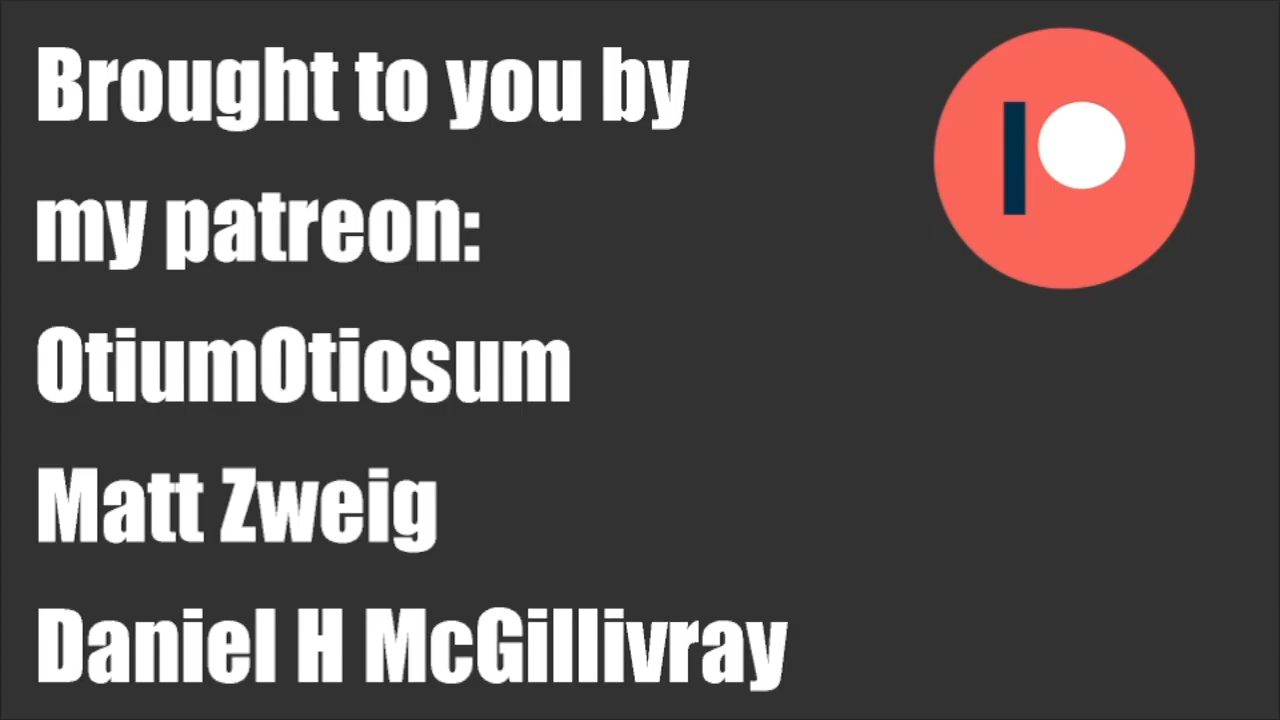 Brought to you by
my patreon:
OtiumOtiosum
Matt Zweig
Daniel H McGillivray